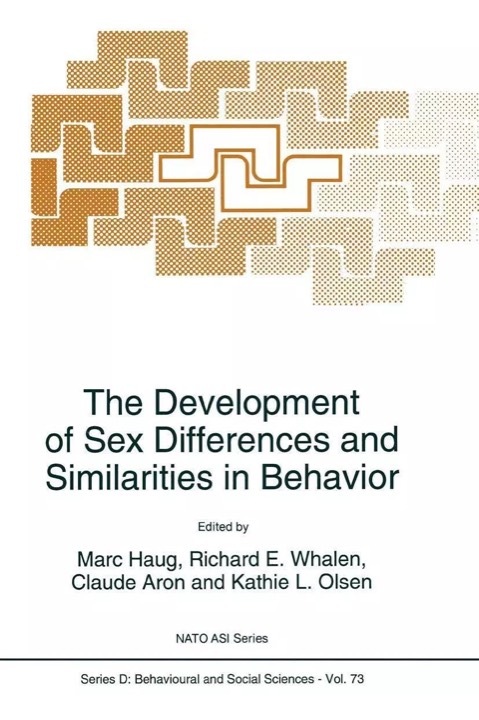 The Development
of Sex Differences and
Similarities in Behavior
Edited by
Marc Haug, Richard E. Whalen,
Claude Aron and Kathie L. Olsen
NATO ASI Series
Series D: Behavioural and Social Sciences - Vol. 73